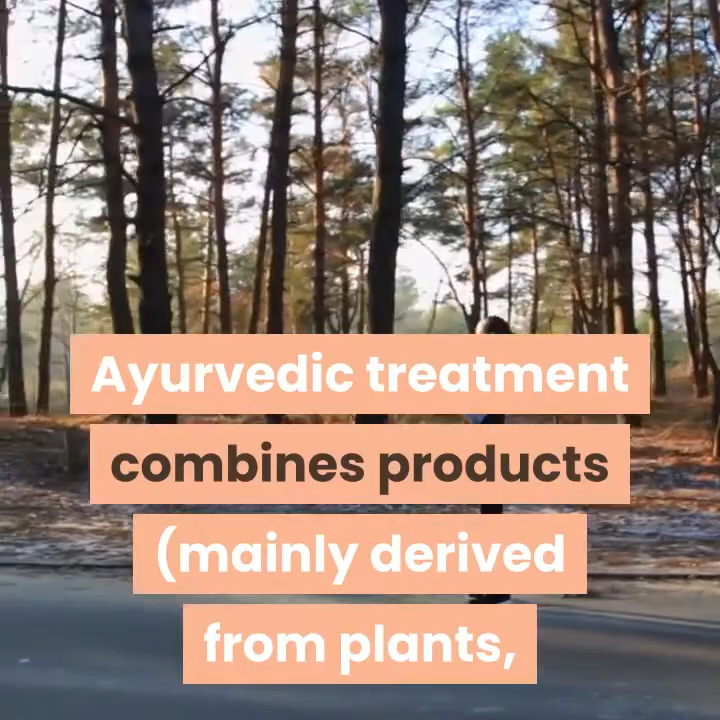 Ayurvedic treatment
combines products
(mainly derived
from plants,